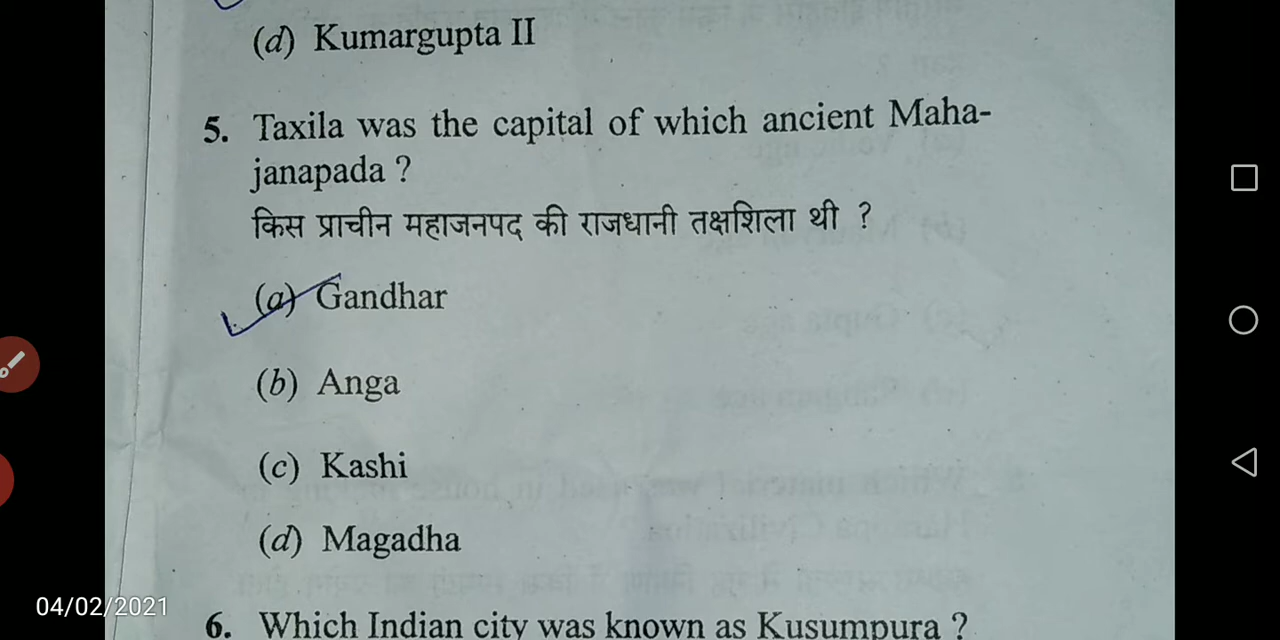 (d) Kumargupta II
5. Taxila was the capital of which ancient Maha-
janapada ?
किस प्राचीन महाजनपद की राजधानी तक्षशिला थी ?
(a) Gandhar
(b) Anga
(c) Kashi
(d) Magadha
04/02/2021
6. Which Indian city was known as Kusumpura ?